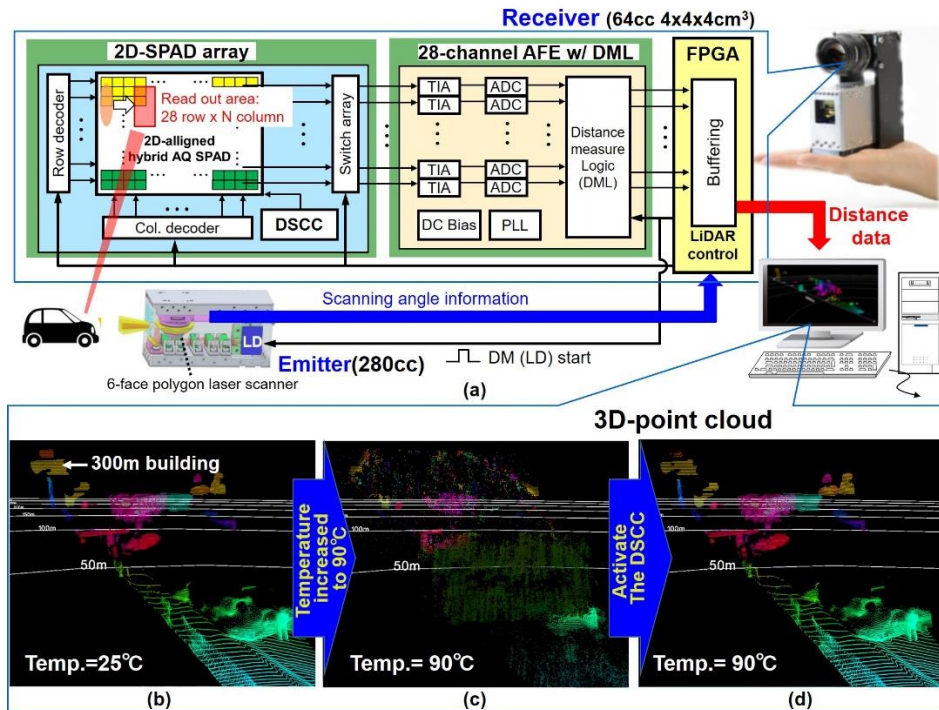 Receiver (64cc 4x4x4cm³)
2D-SPAD array
28-channel AFE w/ DML
FPGA
Row decoder
Read out area:
28 row x N column
2D-alligned
hybrid AQ SPAD
Switch array
Col. decoder
DSCC
TIA
ADC
TIA
ADC
TIA
ADC
TIA
ADC
DC Bias
PLL
Distance
measure
Logic
(DML)
Buffering
LiDAR
control
Distance
data
Scanning angle information
LD
Emitter(280cc)
DM (LD) start
6-face polygon laser scanner
(a)
3D-point cloud
300m building
100m
50m
Temp.=25℃
(b)
Temperature
increased
to 90℃
100m
50m
Temp.= 90℃
(c)
Activate
The DSCC
100m
50m
Temp.= 90℃
(d)